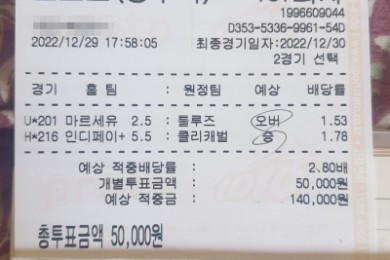 1996609044
D353-5336-9961-54D
2022/12/29 17:58:05 최종경기일자:2022/12/30
2경기 선택
경기 홈 팀 : 원정팀 예상 배당률
U*201 마르세유 2.5 : 툴루즈 오버 1.53
H*216 인디페이+ 5.5 : 클리캐벌 승 1.78
예상 적중배당률 : 2.80배
개별투표금액 : 50,000원
예상 적중금 : 140,000원
총투표금액 50,000원